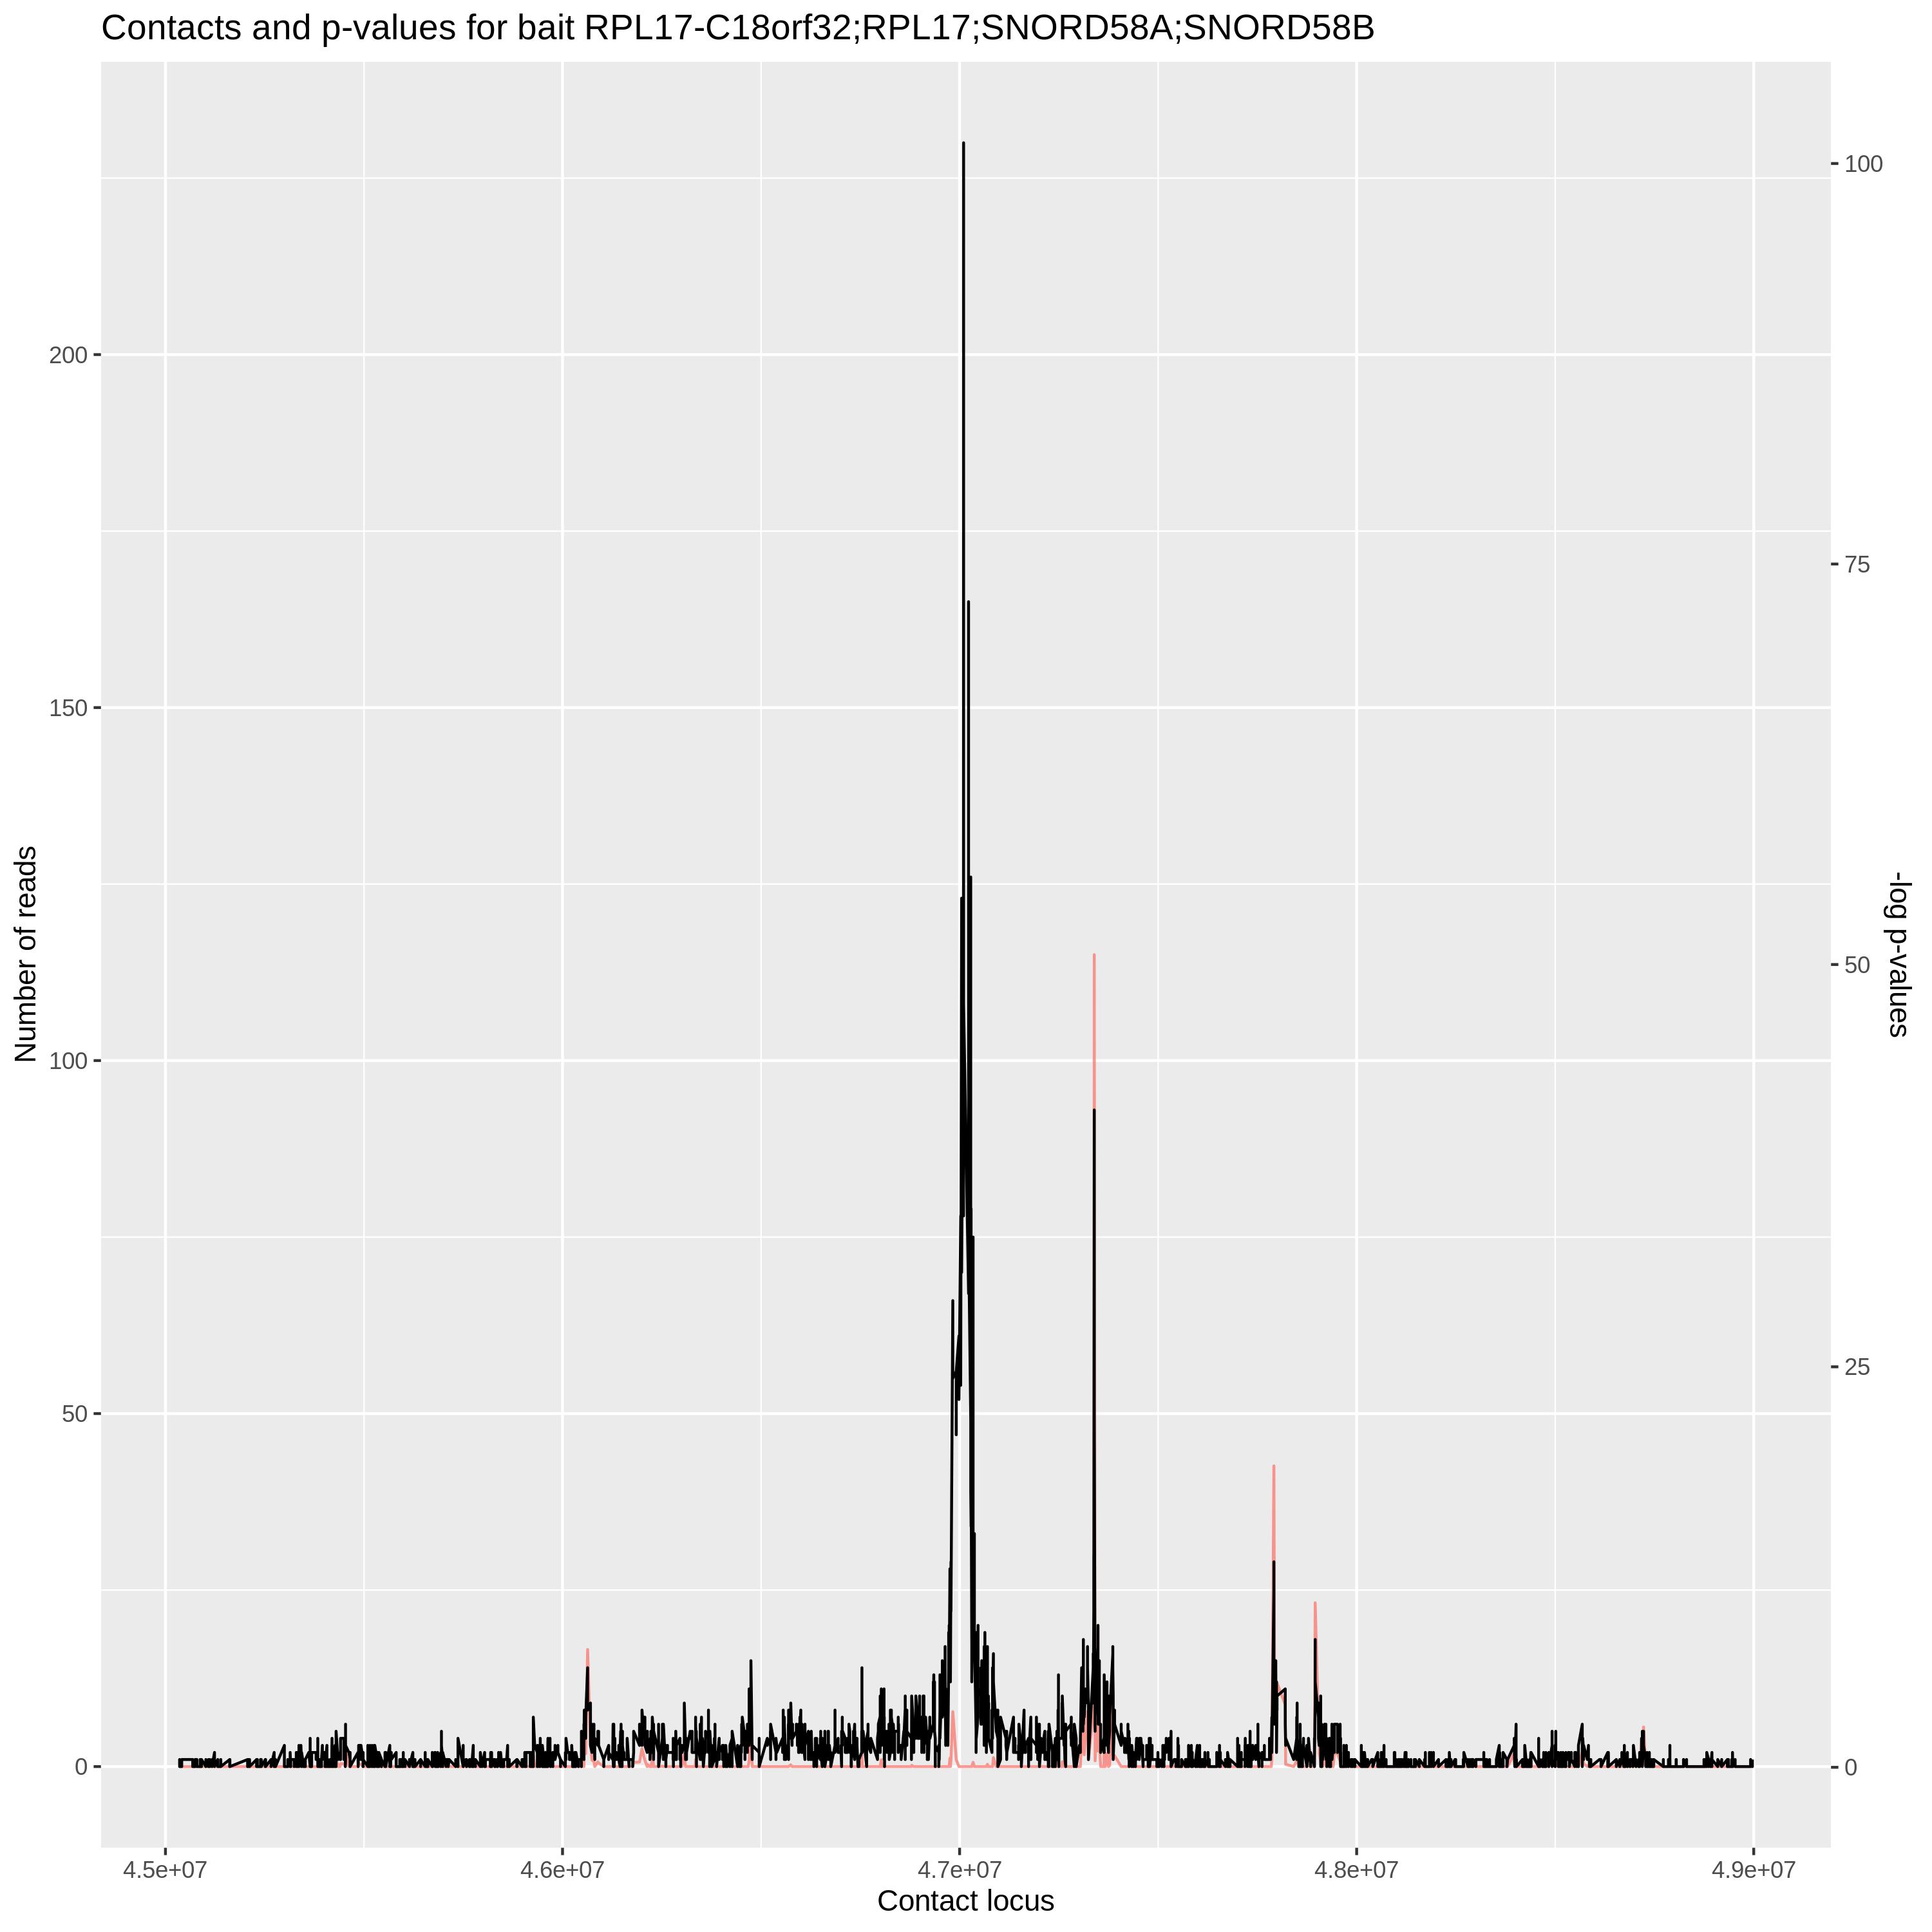 Contacts and p-values for bait RPL17-C18orf32;RPL17;SNORD58A;SNORD58B
Number of reads
200
150
100
50
0
100
75
50
25
0
-log p-values
4.5e+07 4.6e+07 4.7e+07 4.8e+07 4.9e+07
Contact locus